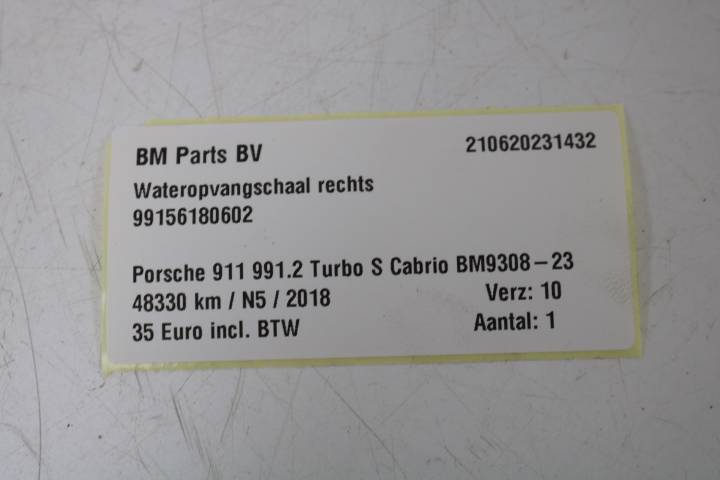 BM Parts BV 210620231432
Wateropvangschaal rechts
99156180602
Porsche 911 991.2 Turbo S Cabrio BM9308-23
48330 km / N5 / 2018 Verz: 10
35 Euro incl. BTW Aantal: 1